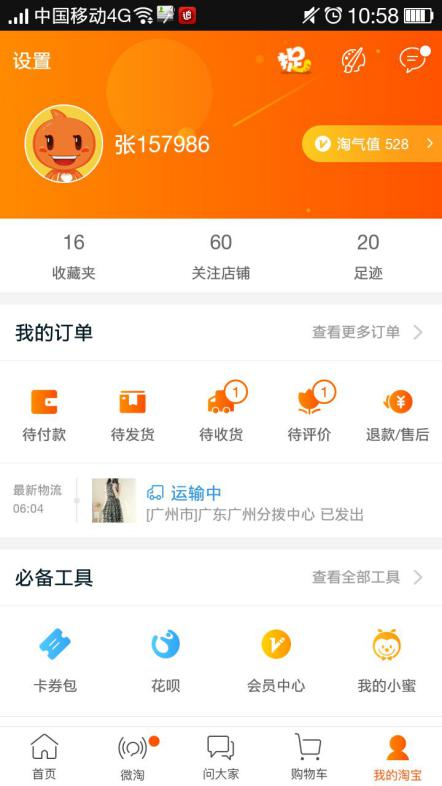 中国移动4G 10:58
设置 捉
张157986 淘气值 528
16 60 20
收藏夹 关注店铺 足迹
我的订单 查看更多订单
1 1
待付款 待发货 待收货 待评价 退款/售后
最新物流 运输中
06:04 [广州市]广东广州分拨中心 已发出
必备工具 查看全部工具
卡券包 花呗 会员中心 我的小蜜
首页 微淘 问大家 购物车 我的淘宝